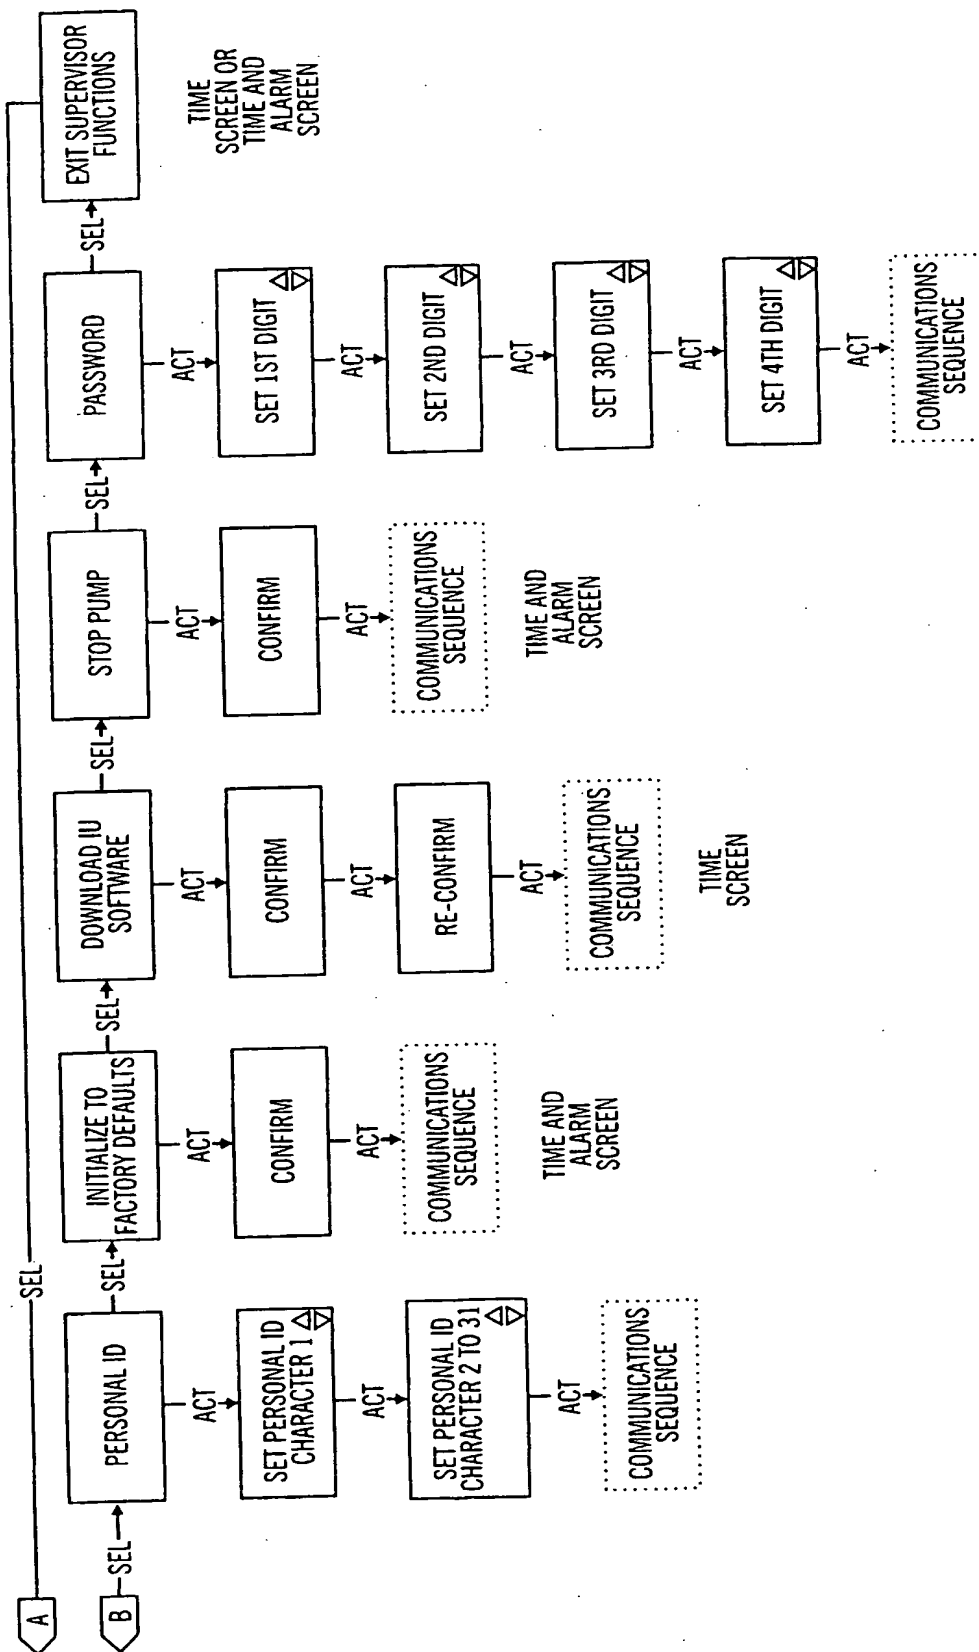 A
SEL
B
SEL
PERSONAL ID
SEL
INITIALIZE TO
FACTORY DEFAULTS
SEL
DOWNLOAD IU
SOFTWARE
SEL
STOP PUMP
SEL
PASSWORD
SEL
EXIT SUPERVISOR
FUNCTIONS
ACT
SET PERSONAL ID
CHARACTER 1
ACT
SET PERSONAL ID
CHARACTER 2 TO 31
ACT
COMMUNICATIONS
SEQUENCE
ACT
CONFIRM
ACT
COMMUNICATIONS
SEQUENCE
TIME AND
ALARM
SCREEN
ACT
CONFIRM
ACT
RE-CONFIRM
ACT
COMMUNICATIONS
SEQUENCE
TIME
SCREEN
ACT
CONFIRM
ACT
COMMUNICATIONS
SEQUENCE
TIME AND
ALARM
SCREEN
ACT
SET 1ST DIGIT
ACT
SET 2ND DIGIT
ACT
SET 3RD DIGIT
ACT
SET 4TH DIGIT
ACT
COMMUNICATIONS
SEQUENCE
TIME
SCREEN OR
TIME AND
ALARM
SCREEN